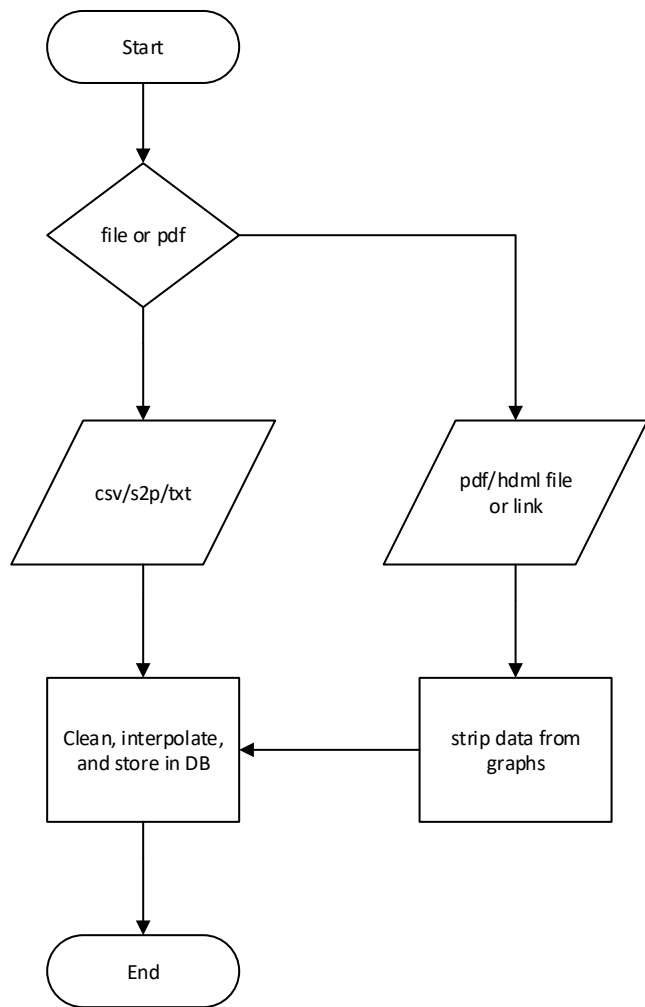 Start
file or pdf
csv/s2p/txt
pdf/hdml file
or link
Clean, interpolate,
and store in DB
strip data from
graphs
End